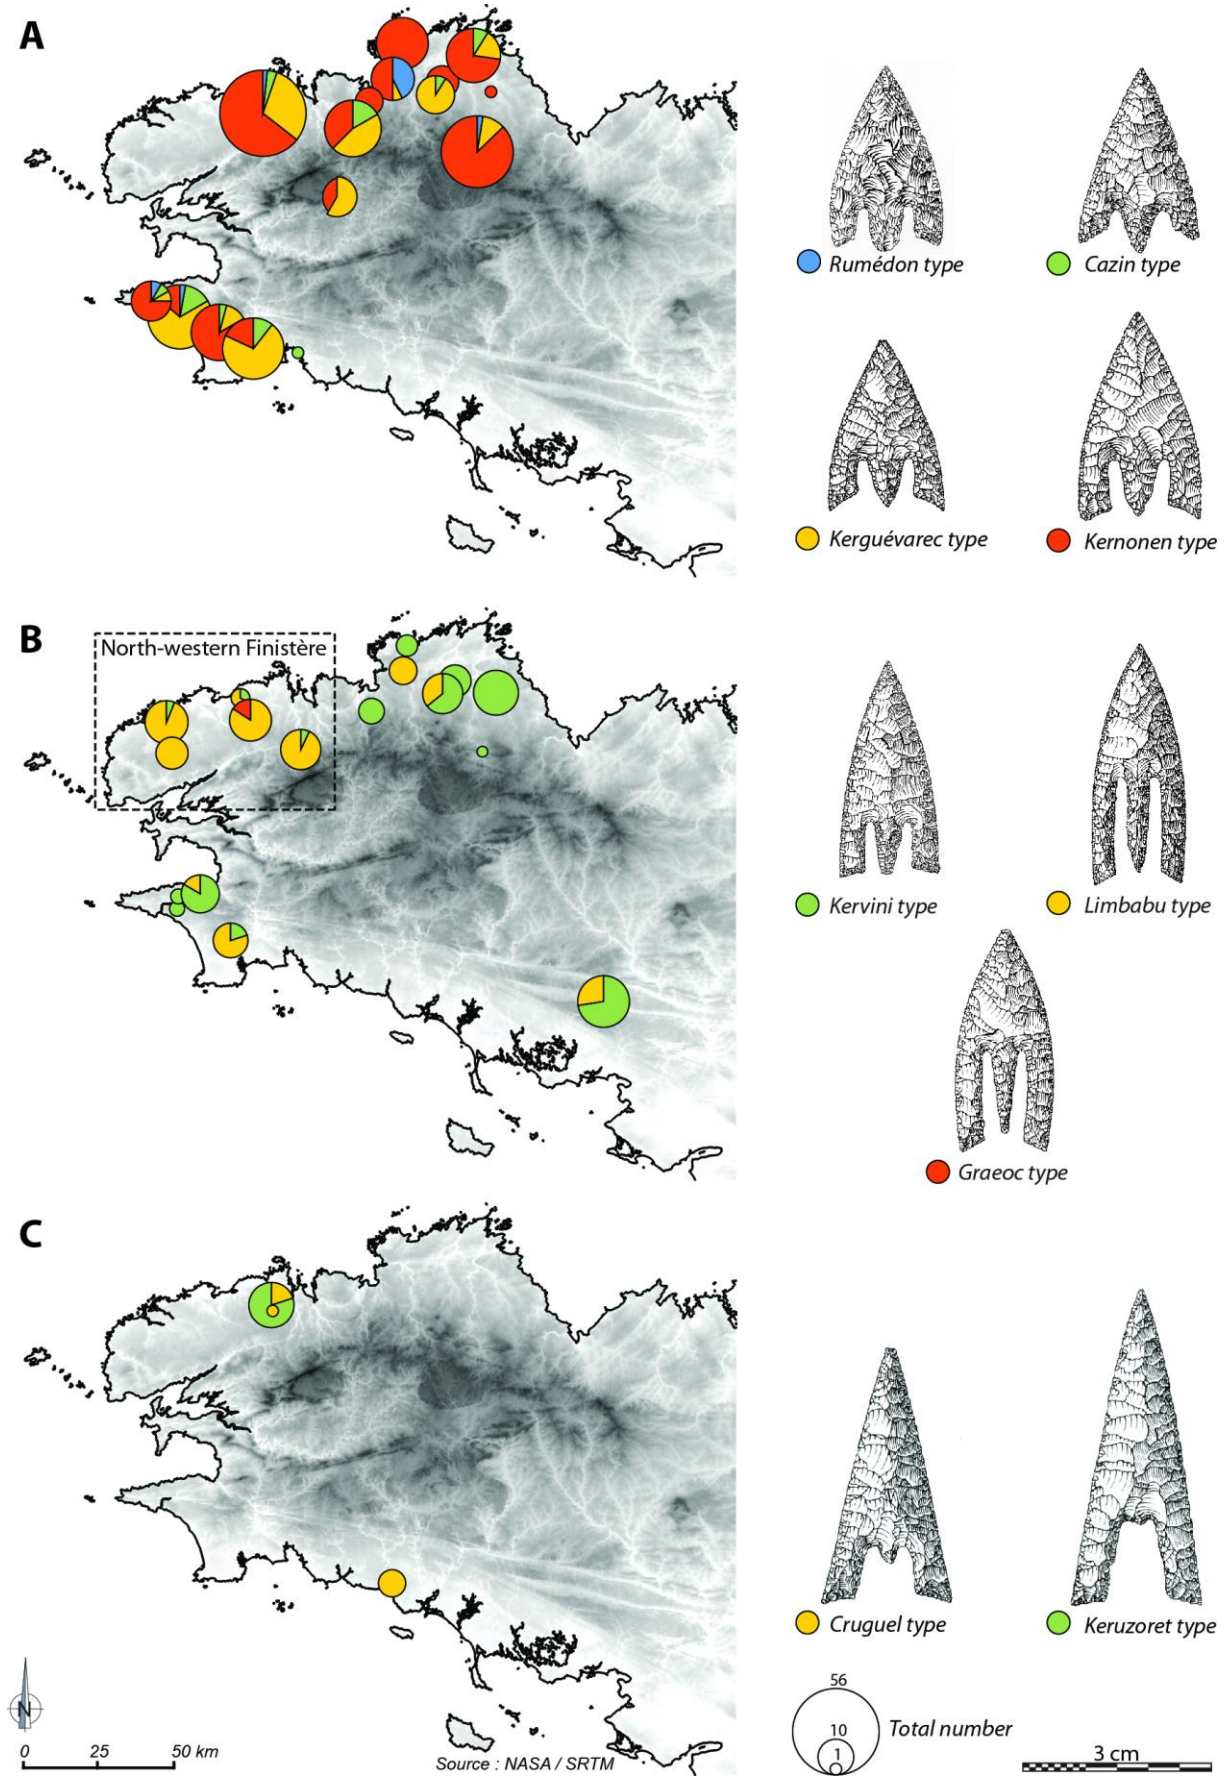 A
Rumédon type
Cazin type
Kerguévarec type
Kernonen type
B
North-western Finistère
Kervini type
Limbabu type
Graeoc type
C
Cruguel type
Keruzoret type
56
10
1
Total number
N
0 25 50 km
Source : NASA / SRTM
3 cm